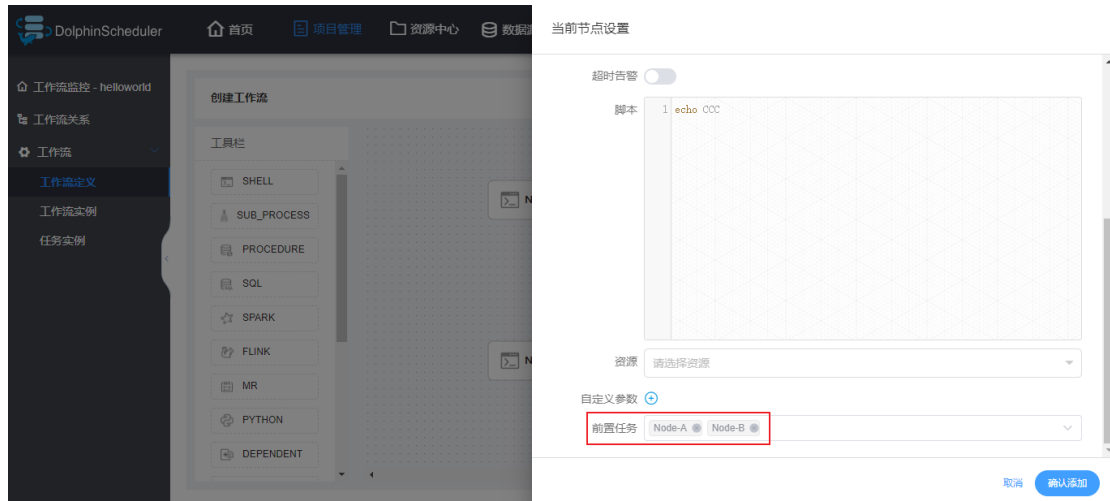 DolphinScheduler
首页
项目管理
资源中心
工作流监控 - helloworld
工作流关系
工作流
工作流定义
工作流实例
任务实例
创建工作流
工具栏
SHELL
SUB_PROCESS
PROCEDURE
SQL
SPARK
FLINK
MR
PYTHON
DEPENDENT
当前节点设置
超时告警
脚本
1 echo CCC
资源 请选择资源
自定义参数
前置任务 Node-A Node-B
取消 确认添加